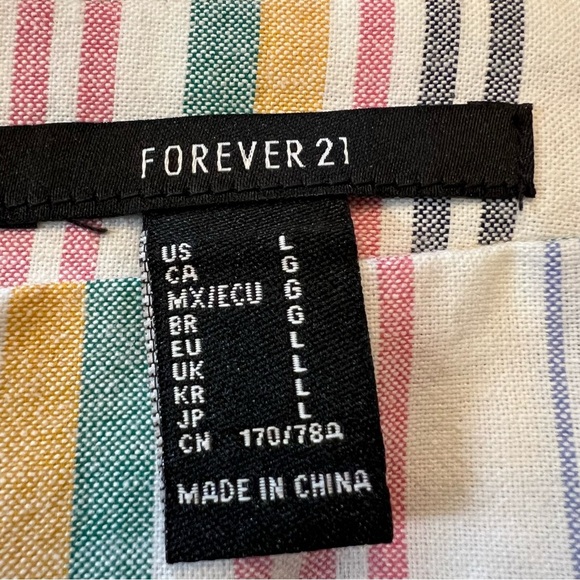 FOREVER 21
US L
CA G
MX/ECU G
BR G
EU L
UK L
KR L
JP L
CN 170/78A
MADE IN CHINA